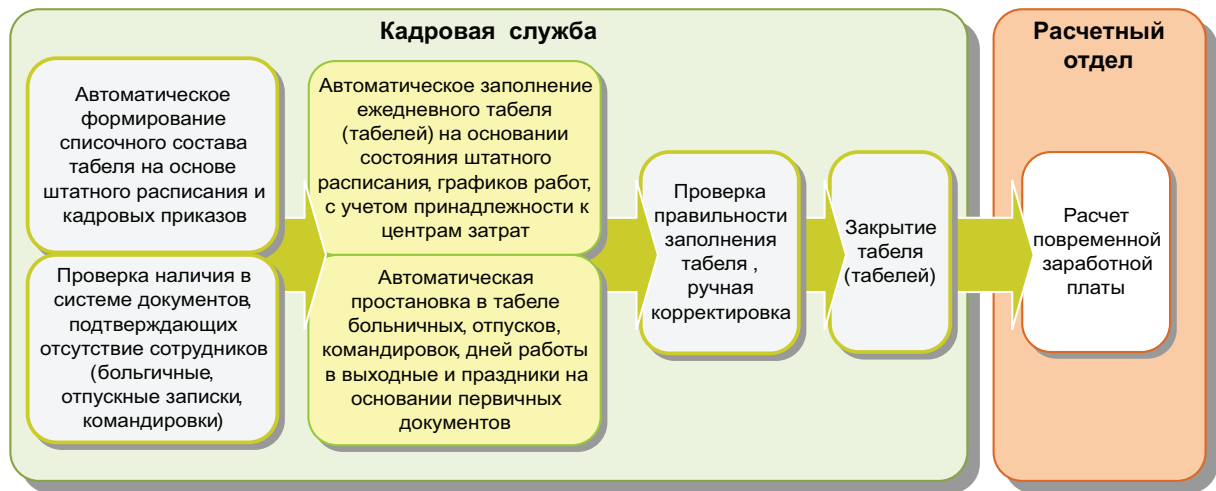 Кадровая служба
Автоматическое
формирование
списочного состава
табеля на основе
штатного расписания и
кадровых приказов
Проверка наличия в
системе документов,
подтверждающих
отсутствие сотрудников
(больгичные,
отпускные записки,
командировки)
Автоматическое заполнение
ежедневного табеля
(табелей) на основании
состояния штатного
расписания, графиков работ,
с учетом принадлежности к
центрам затрат
Автоматическая
простановка в табеле
больничных, отпусков,
командировок, дней работы
в выходные и праздники на
основании первичных
документов
Проверка
правильности
заполнения
табеля ,
ручная
корректировка
Закрытие
табеля
(табелей)
Расчетный
отдел
Расчет
повременной
заработной
платы